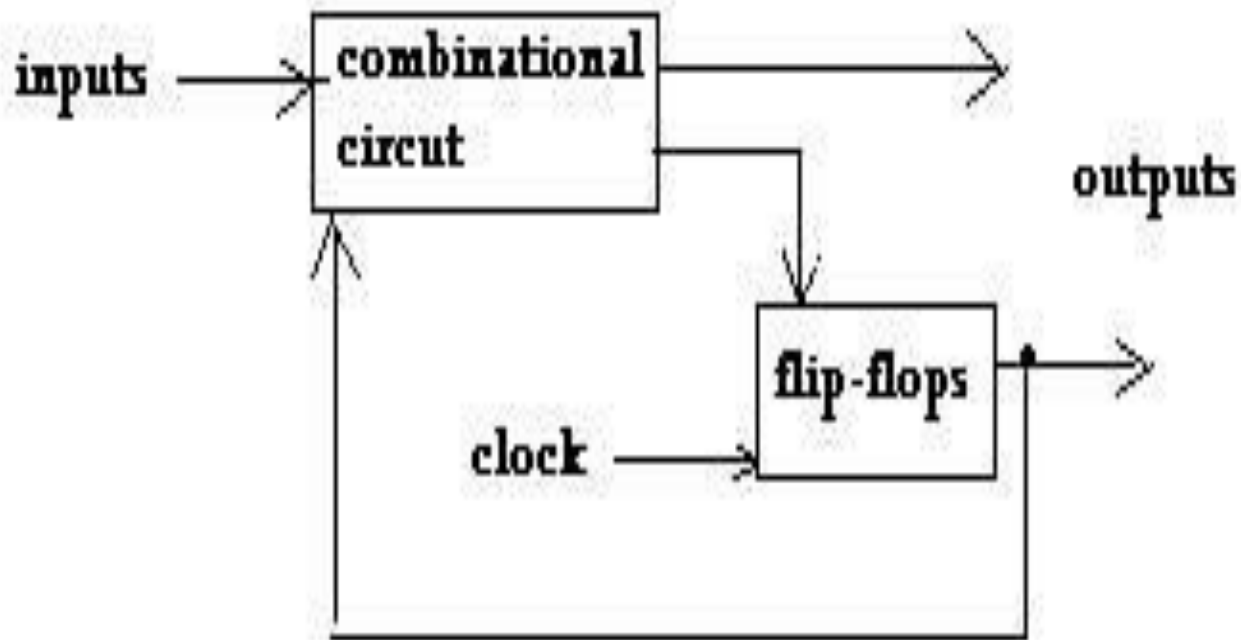 inputs
combinational
circut
outputs
flip-flops
clock